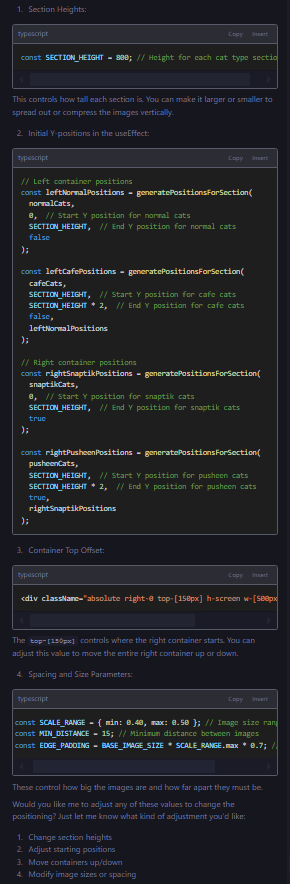 1. Section Heights:
typescript Copy Insert
const SECTION_HEIGHT = 800; // Height for each cat type sectio
This controls how tall each section is. You can make it larger or smaller to
spread out or compress the images vertically.
2. Initial Y-positions in the useEffect:
typescript Copy Insert
// Left container positions
const leftNormalPositions = generatePositionsForSection(
normalCats,
0, // Start Y position for normal cats
SECTION_HEIGHT, // End Y position for normal cats
false
);
const leftCafePositions = generatePositionsForSection(
cafeCats,
SECTION_HEIGHT, // Start Y position for cafe cats
SECTION_HEIGHT * 2, // End Y position for cafe cats
false,
leftNormalPositions
);
// Right container positions
const rightSnaptikPositions = generatePositionsForSection(
snaptikCats,
0, // Start Y position for snaptik cats
SECTION_HEIGHT, // End Y position for snaptik cats
true
);
const rightPusheenPositions = generatePositionsForSection(
pusheenCats,
SECTION_HEIGHT, // Start Y position for pusheen cats
SECTION_HEIGHT * 2, // End Y position for pusheen cats
true,
rightSnaptikPositions
);
3. Container Top Offset:
typescript Copy Insert
<div className="absolute right-0 top-[150px] h-screen w-[500px
The top-[150px] controls where the right container starts. You can
adjust this value to move the entire right container up or down.
4. Spacing and Size Parameters:
typescript Copy Insert
const SCALE_RANGE = { min: 0.40, max: 0.50 }; // Image size ran
const MIN_DISTANCE = 15; // Minimum distance between images
const EDGE_PADDING = BASE_IMAGE_SIZE * SCALE_RANGE.max * 0.7; /
These control how big the images are and how far apart they must be.
Would you like me to adjust any of these values to change the
positioning? Just let me know what kind of adjustment you'd like:
1. Change section heights
2. Adjust starting positions
3. Move containers up/down
4. Modify image sizes or spacing